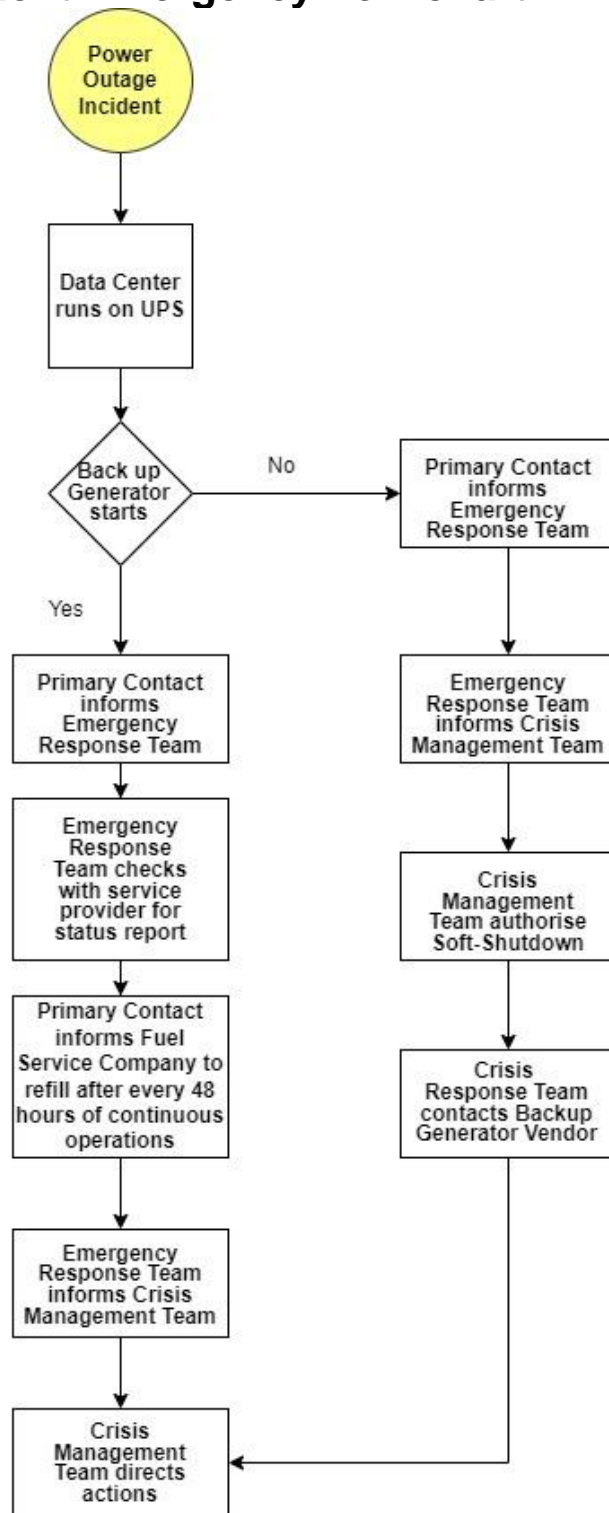 Power
Outage
Incident
Data Center
runs on UPS
Back up
Generator
starts
No
Primary Contact
informs
Emergency
Response Team
Yes
Primary Contact
informs
Emergency
Response Team
Emergency
Response Team
informs Crisis
Management Team
Emergency
Response
Team checks
with service
provider for
status report
Crisis
Management
Team authorise
Soft-Shutdown
Primary Contact
informs Fuel
Service Company to
refill after every 48
hours of continuous
operations
Crisis
Response Team
contacts Backup
Generator Vendor
Emergency
Response Team
informs Crisis
Management Team
Crisis
Management
Team directs
actions